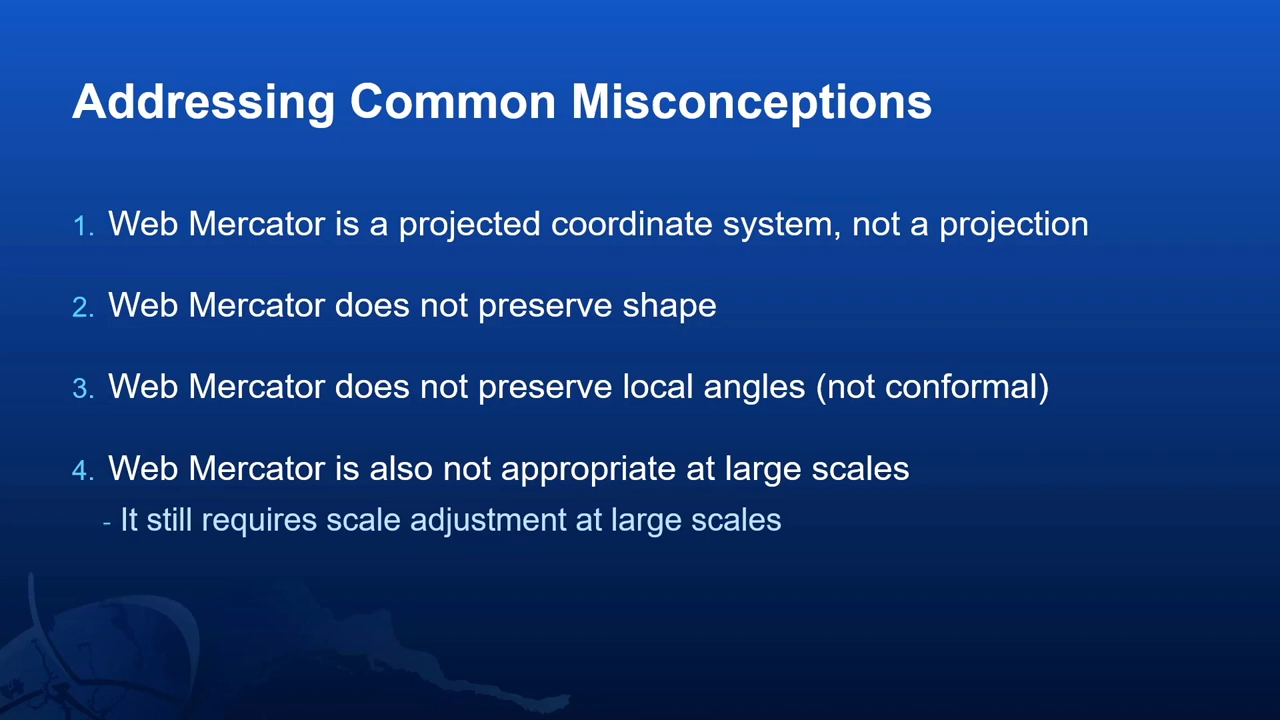 Addressing Common Misconceptions
1. Web Mercator is a projected coordinate system, not a projection
2. Web Mercator does not preserve shape
3. Web Mercator does not preserve local angles (not conformal)
4. Web Mercator is also not appropriate at large scales
- It still requires scale adjustment at large scales